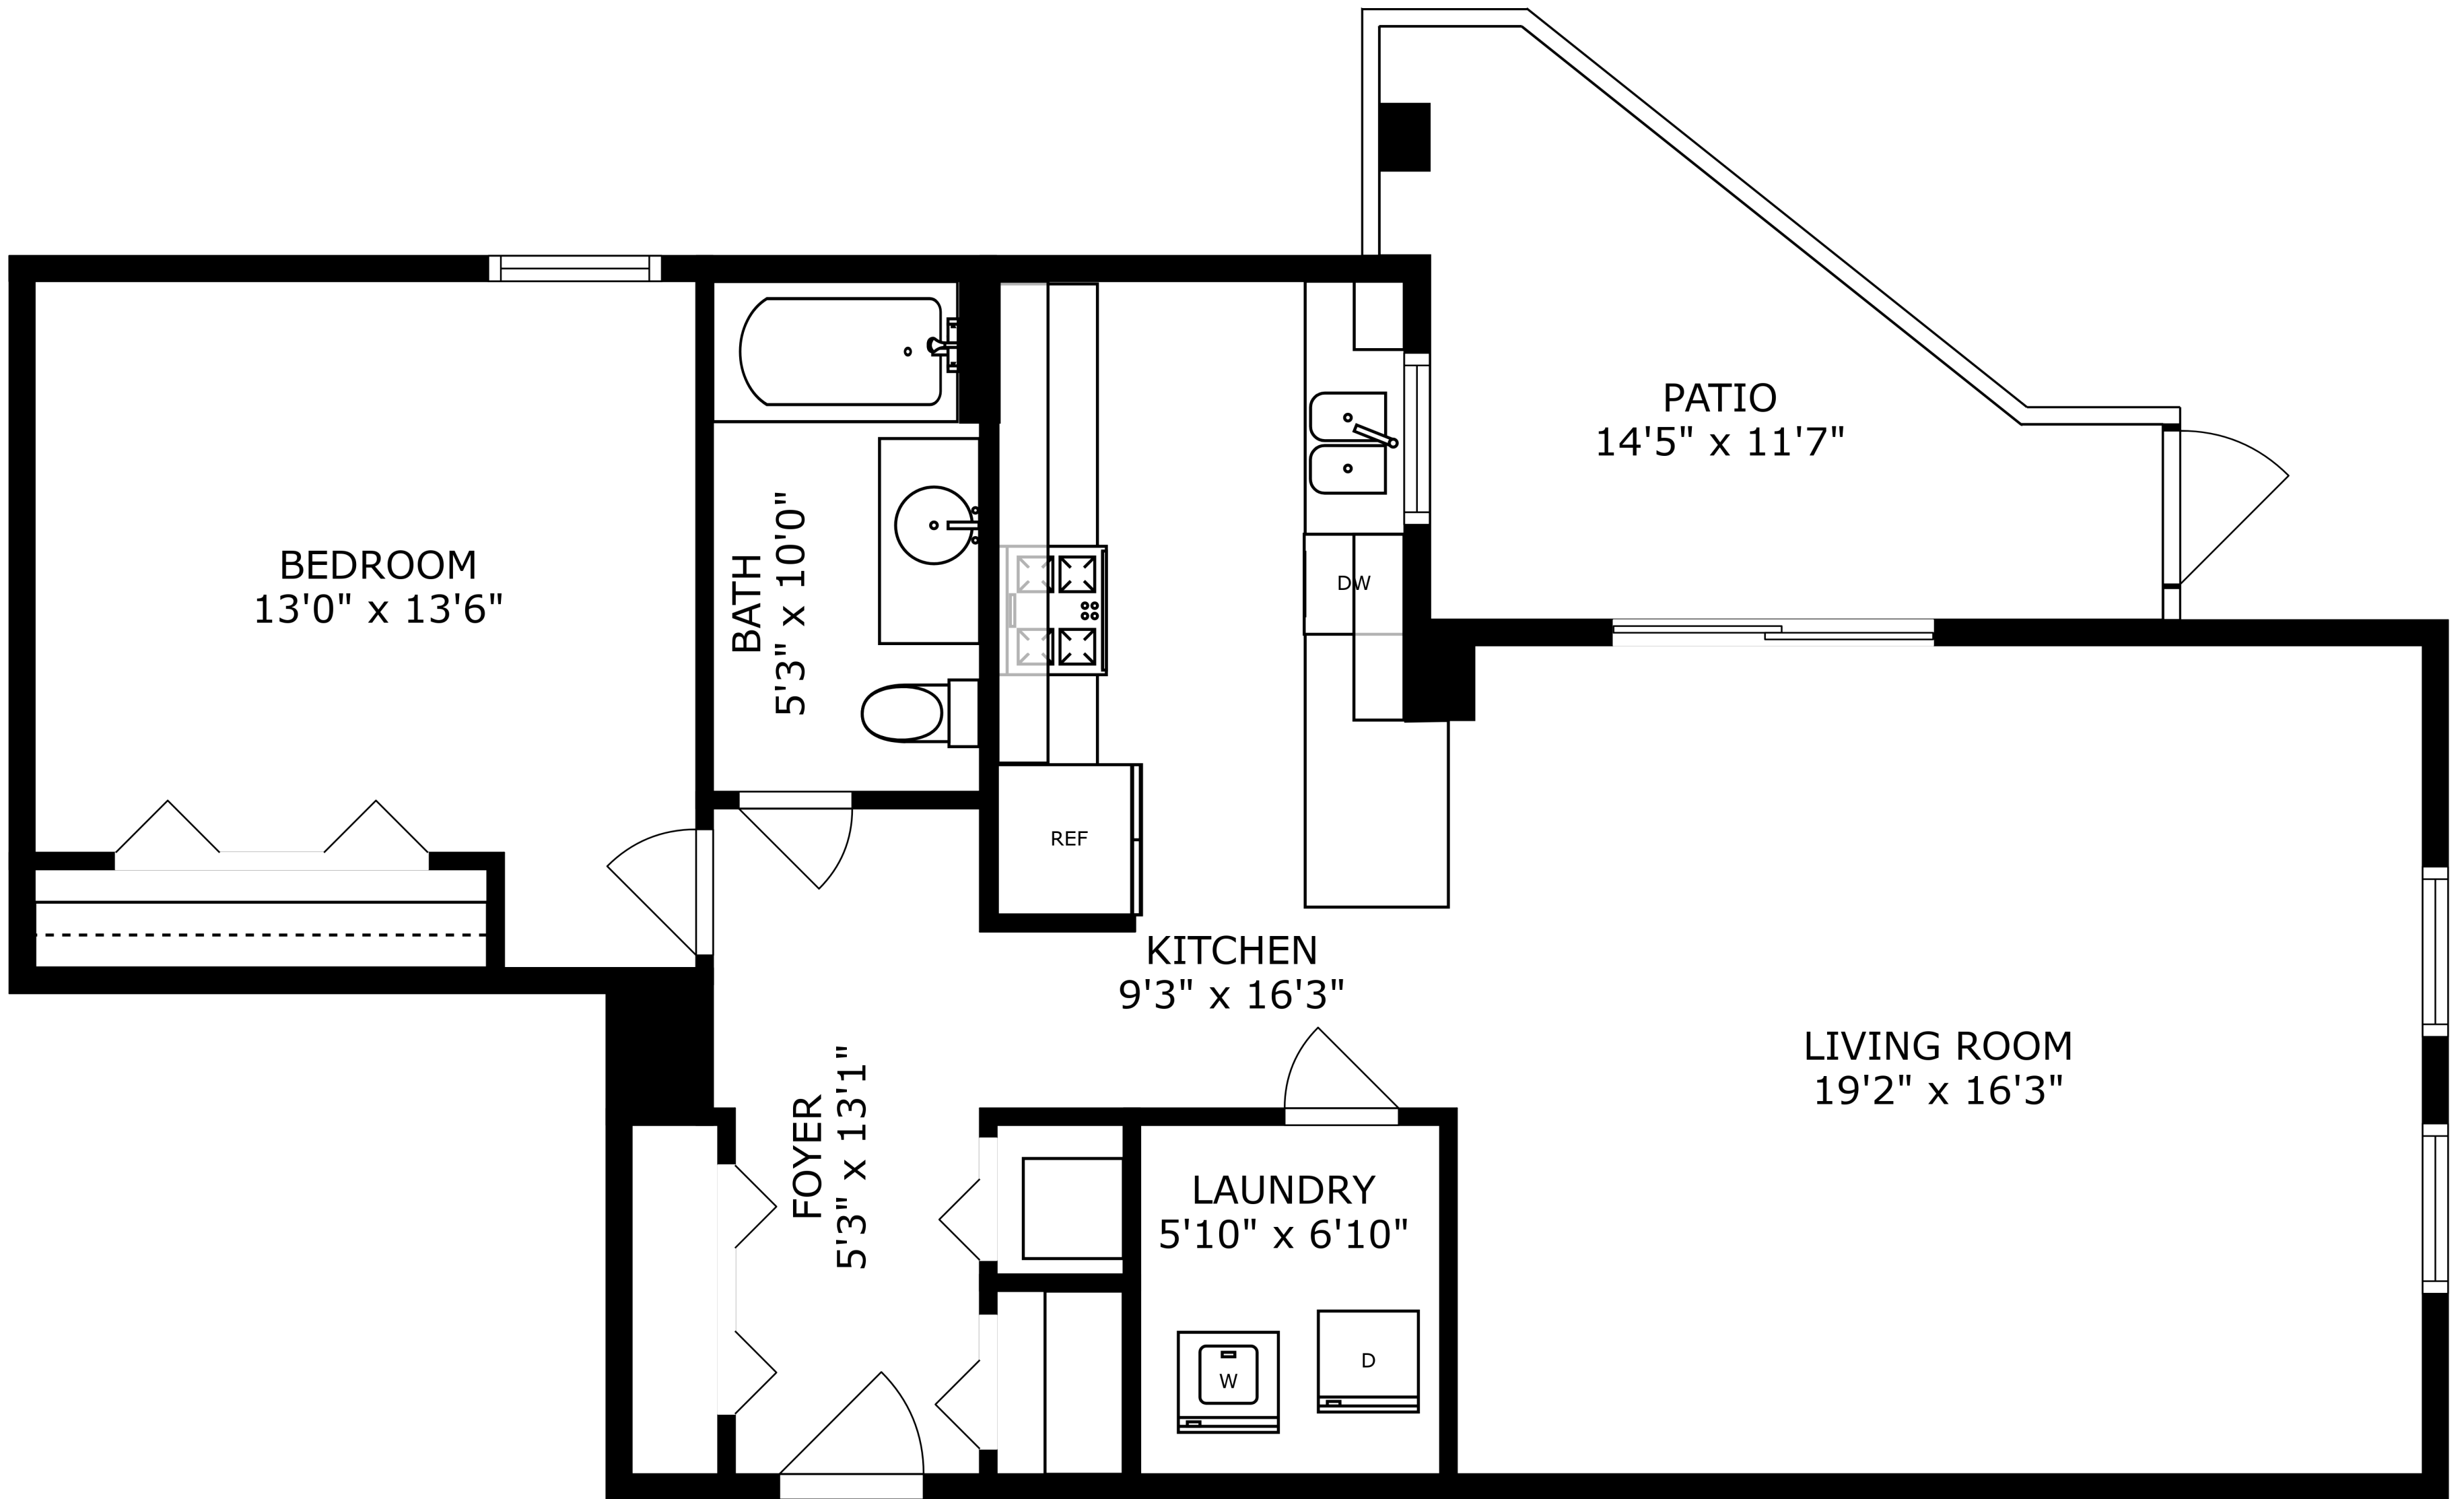 PATIO
14'5" x 11'7"
BEDROOM
13'0" x 13'6"
BATH
5'3" x 10'0"
DW
REF
KITCHEN
9'3" x 16'3"
LIVING ROOM
19'2" x 16'3"
FOYER
5'3" x 13'1"
LAUNDRY
5'10" x 6'10"
W
D